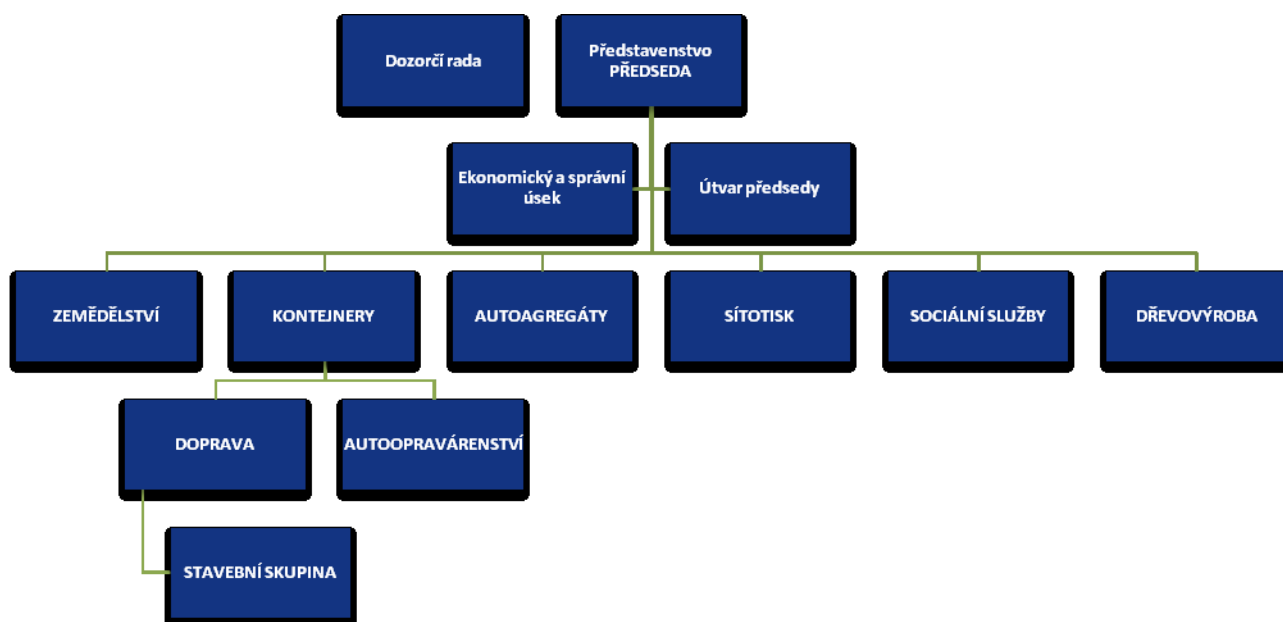 Dozorčí rada
Představenstvo
PŘEDSEDA
Ekonomický a správní
úsek
Útvar předsedy
ZEMĚDĚLSTVÍ
KONTEJNERY
AUTOAGREGÁTY
SÍTOTISK
SOCIÁLNÍ SLUŽBY
DŘEVOVÝROBA
DOPRAVA
AUTOOPRAVÁRENSTVÍ
STAVEBNÍ SKUPINA